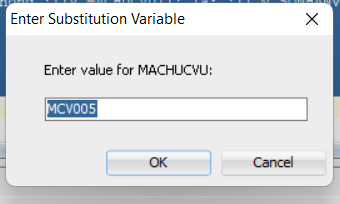 Enter Substitution Variable
Enter value for MACHUCVU:
MCV005
OK
Cancel